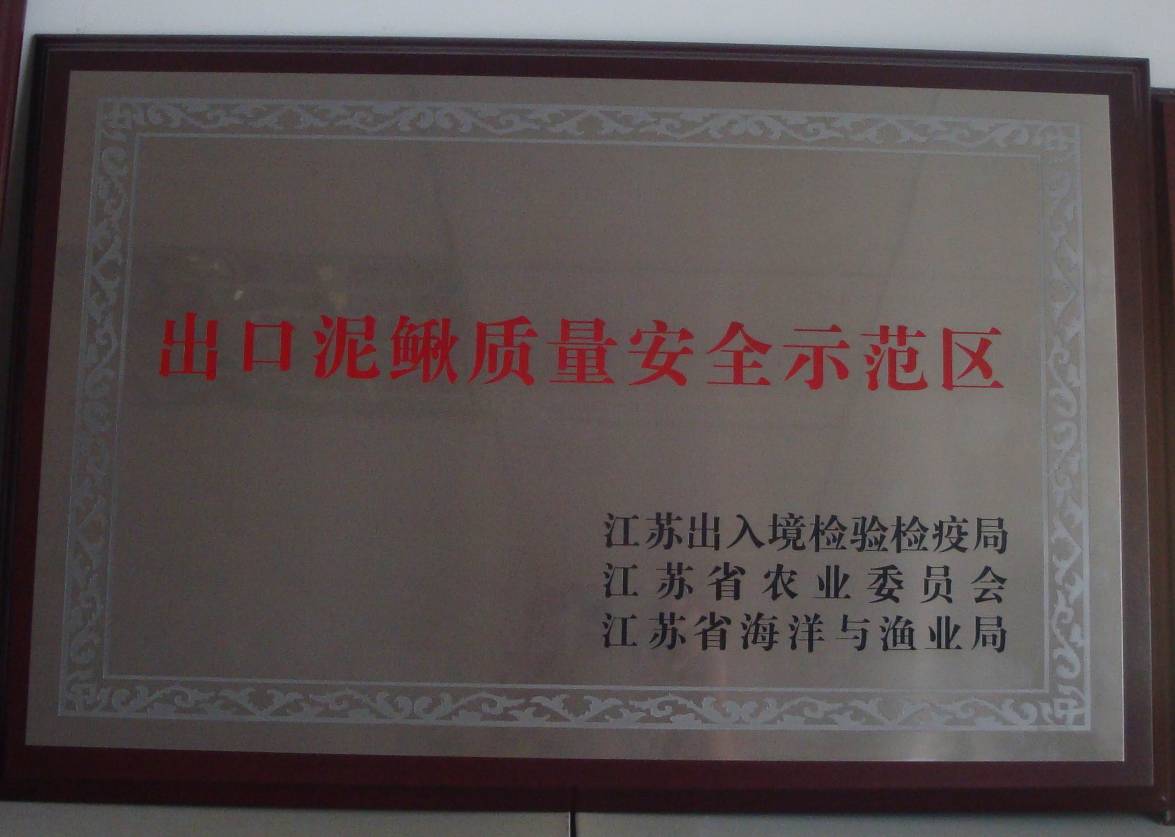 出口泥鳅质量安全示范区
江苏出入境检验检疫局
江苏省农业委员会
江苏省海洋与渔业局